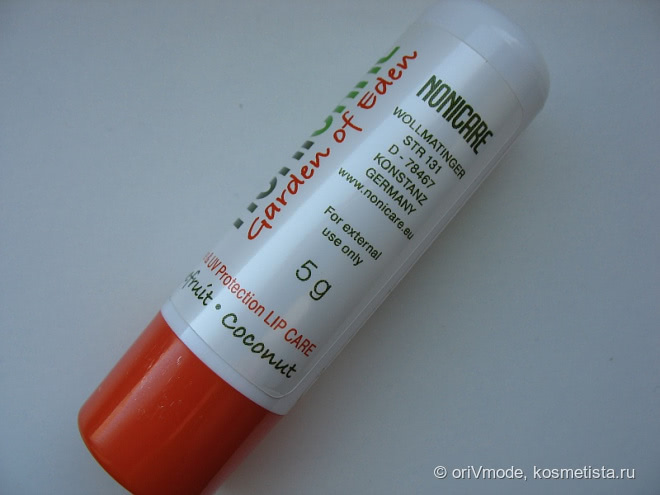 Garden of Eden
& UV Protection LIP CARE
fruit • coconut
NONICARE
WOLLMATINGER
STR 131
D - 78467
KONSTANZ
GERMANY
www.nonicare.eu
For external
use only
5 g
© oriVmode, kosmetista.ru